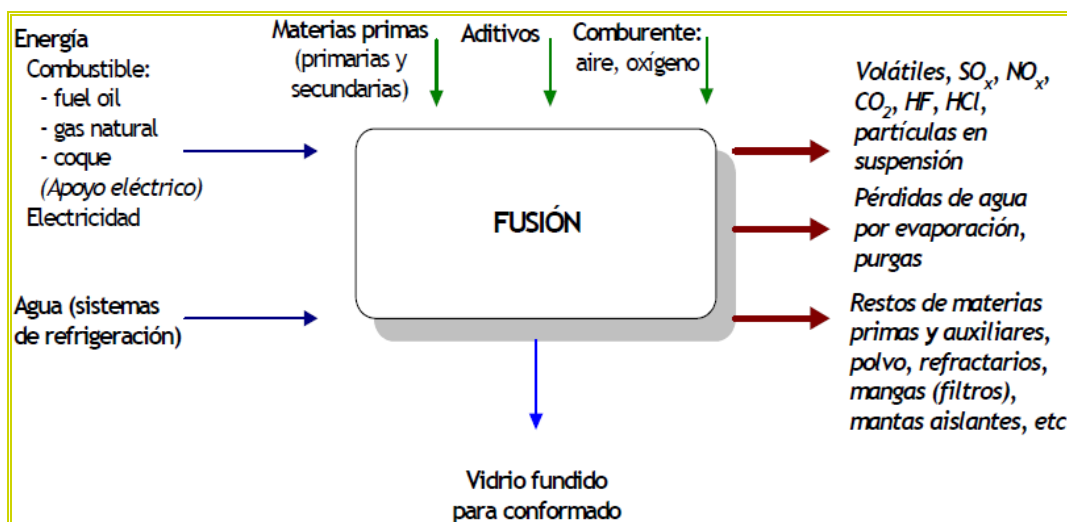 Energía
Combustible:
- fuel oil
- gas natural
- coque
(Apoyo eléctrico)
Electricidad
Agua (sistemas
de refrigeración)
Materias primas
(primarias y
secundarias)
Aditivos
Comburente:
aire, oxígeno
FUSIÓN
Volátiles, SOx, NOx,
CO2, HF, HCl,
partículas en
suspensión
Pérdidas de agua
por evaporación,
purgas
Restos de materias
primas y auxiliares,
polvo, refractarios,
mangas (filtros),
mantas aislantes, etc
Vidrio fundido
para conformado